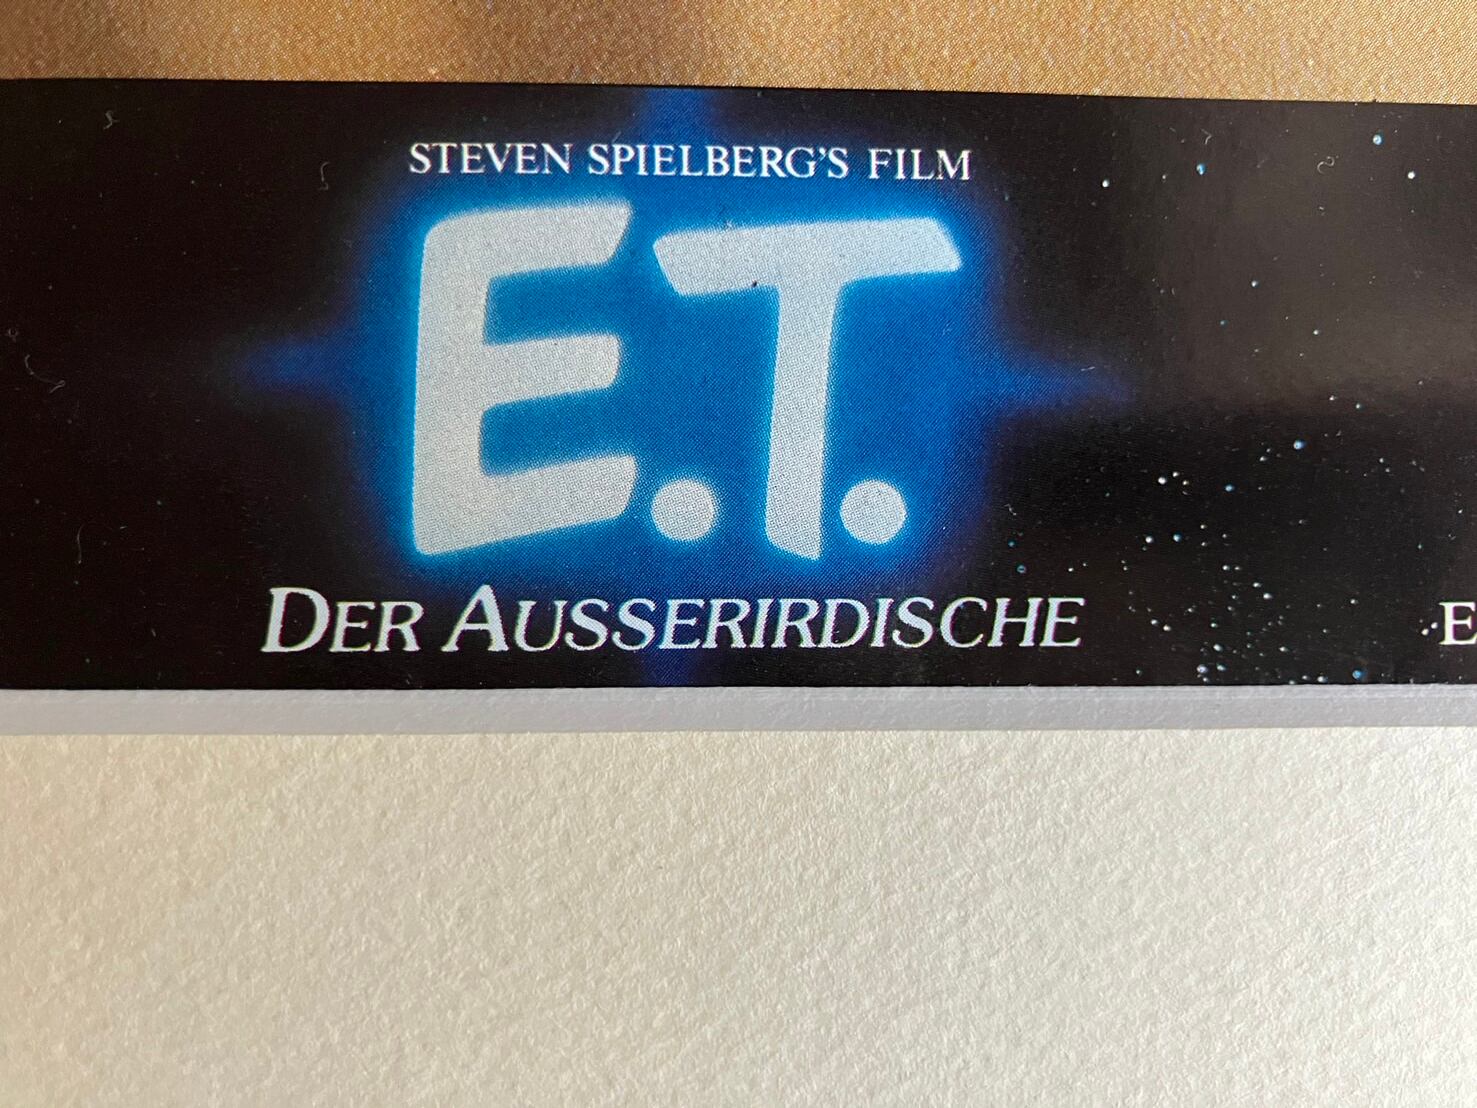 STEVEN SPIELBERG'S FILM
E.T.
DER AUSSERIRDISCHE
E